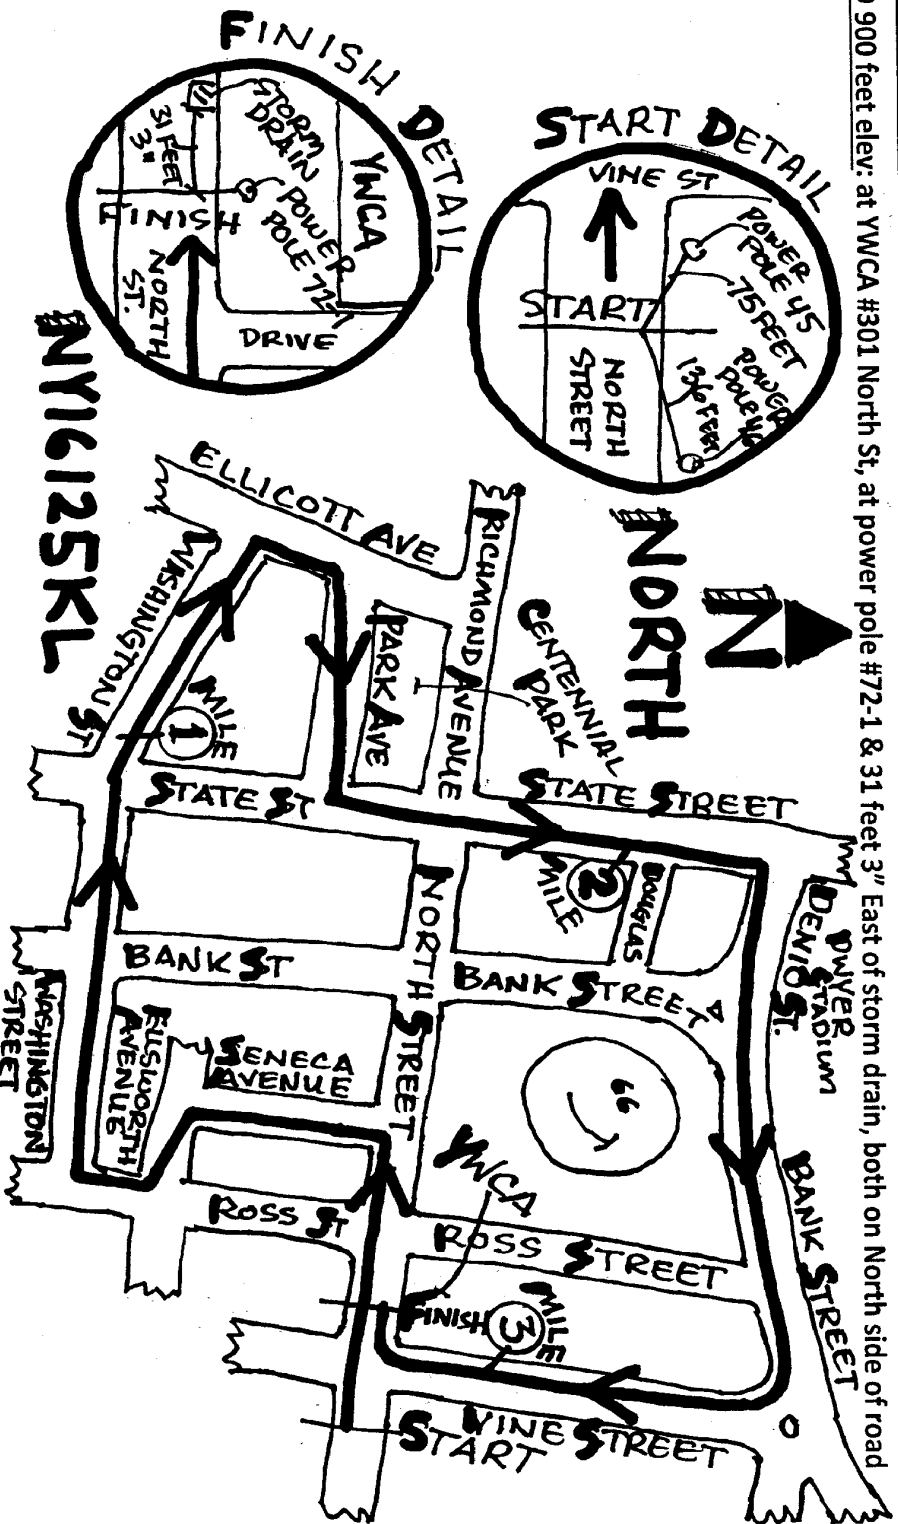 900 feet elev: at YWCA #301 North St, at power pole #72-1 & 31 feet 3" East of storm drain, both on North side of road
FINISH DETAIL
YWCA
STORM
DRAIN
POWER
POLE 72-1
31 FEET
3"
FINISH
NORTH
ST.
DRIVE
START DETAIL
VINE ST
POWER
POLE 45
75 FEET
POWER
POLE 46
136 FEET
START
NORTH
STREET
NY16125KL
NORTH
N
ELLICOTT AVE
RICHMOND AVENUE
CENTENNIAL
PARK
PARK AVE
WASHINGTON ST
MILE
1
STATE ST
STATE STREET
MILE
2
DOUGLAS
DWYER
STADIUM
DENIO ST.
NORTH STREET
BANK ST
BANK STREET
BANK STREET
WASHINGTON
STREET
ELLSWORTH
AVENUE
SENECA
AVENUE
YWCA
ROSS ST
ROSS STREET
FINISH
MILE
3
VINE STREET
START